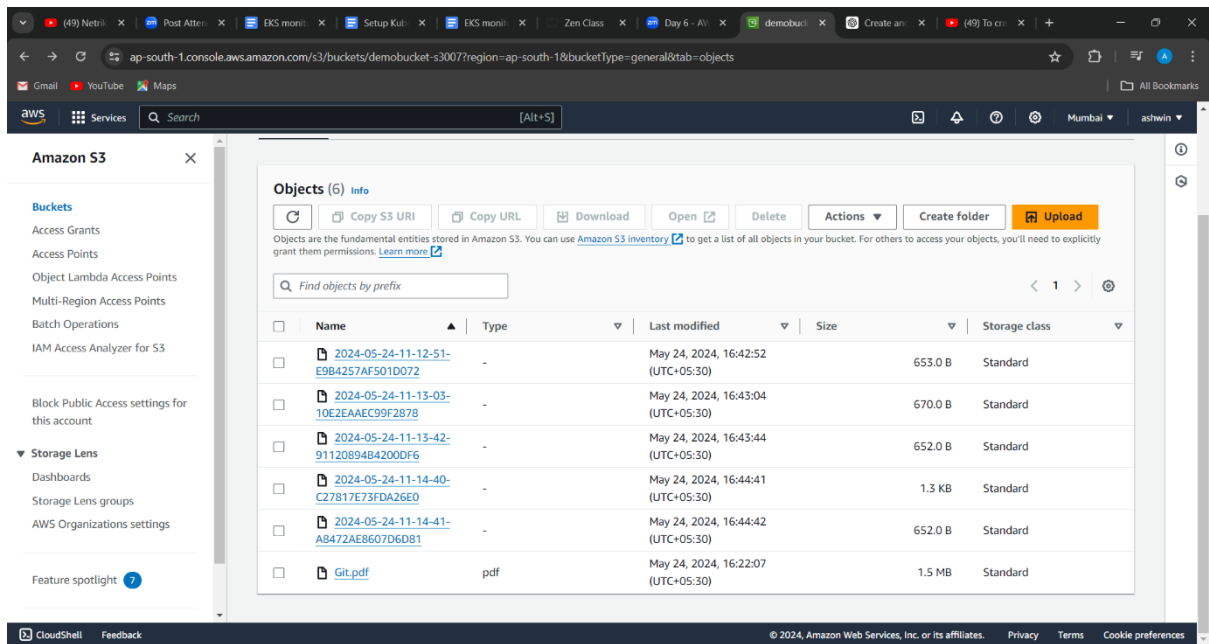 (49) Netrik
Post Atten
EKS monit
Setup Kub
EKS monit
Zen Class
Day 6 - AW
demobuck
Create and
(49) To cre
ap-south-1.console.aws.amazon.com/s3/buckets/demobucket-s3007?region=ap-south-1&bucketType=general&tab=objects
A
Gmail
YouTube
Maps
All Bookmarks
aws
Services
Search
[Alt+S]
Mumbai
ashwin
Amazon S3
Buckets
Access Grants
Access Points
Object Lambda Access Points
Multi-Region Access Points
Batch Operations
IAM Access Analyzer for S3
Block Public Access settings for
this account
Storage Lens
Dashboards
Storage Lens groups
AWS Organizations settings
Feature spotlight 7
Objects (6) Info
Copy S3 URI
Copy URL
Download
Open
Delete
Actions
Create folder
Upload
Objects are the fundamental entities stored in Amazon S3. You can use Amazon S3 inventory to get a list of all objects in your bucket. For others to access your objects, you'll need to explicitly
grant them permissions. Learn more
Find objects by prefix
1
Name Type Last modified Size Storage class
2024-05-24-11-12-51-
E9B4257AF501D072
-
May 24, 2024, 16:42:52
(UTC+05:30)
653.0 B
Standard
2024-05-24-11-13-03-
10E2EAAEC99F2878
-
May 24, 2024, 16:43:04
(UTC+05:30)
670.0 B
Standard
2024-05-24-11-13-42-
91120894B4200DF6
-
May 24, 2024, 16:43:44
(UTC+05:30)
652.0 B
Standard
2024-05-24-11-14-40-
C27817E73FDA26E0
-
May 24, 2024, 16:44:41
(UTC+05:30)
1.3 KB
Standard
2024-05-24-11-14-41-
A8472AE8607D6D81
-
May 24, 2024, 16:44:42
(UTC+05:30)
652.0 B
Standard
Git.pdf
pdf
May 24, 2024, 16:22:07
(UTC+05:30)
1.5 MB
Standard
CloudShell
Feedback
© 2024, Amazon Web Services, Inc. or its affiliates.
Privacy
Terms
Cookie preferences